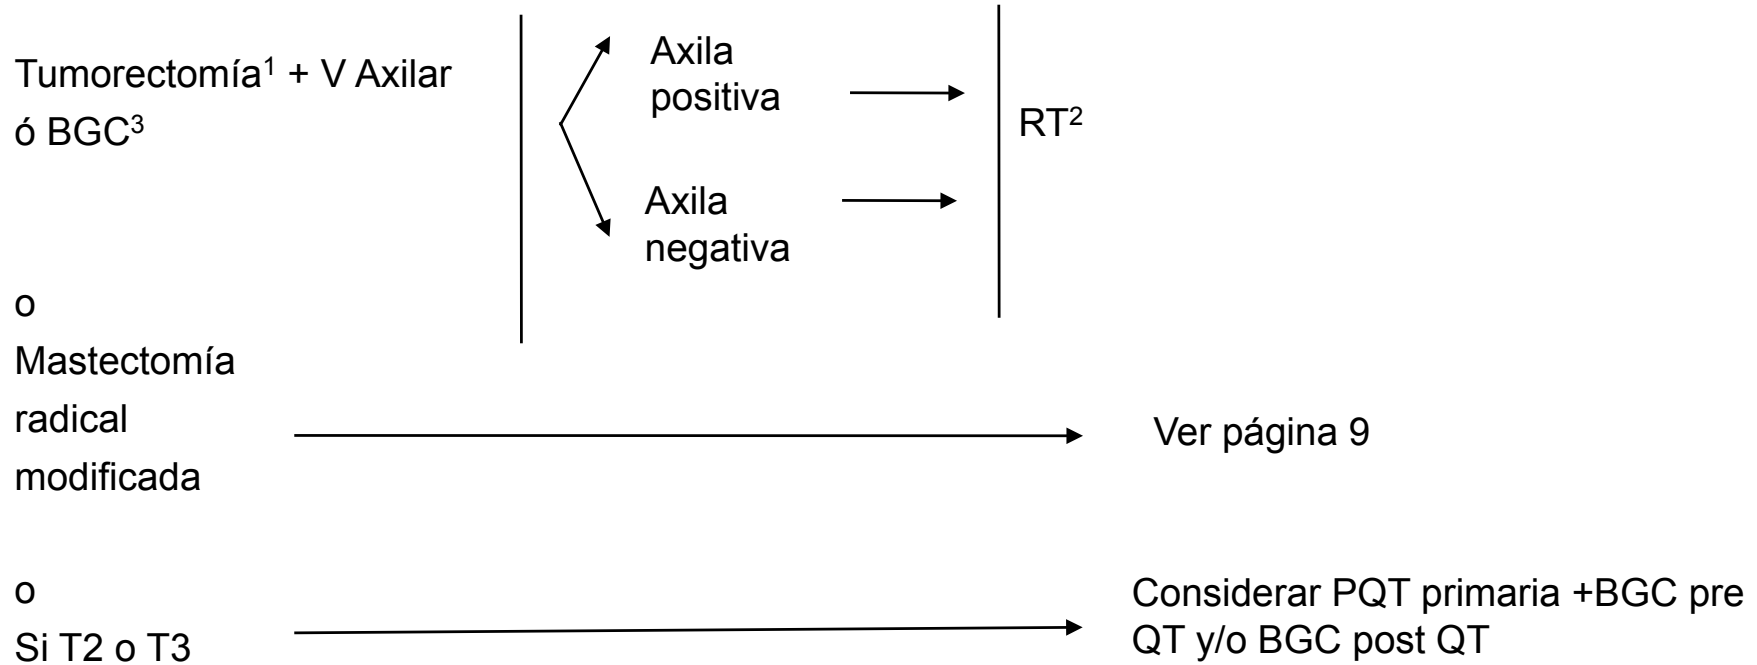 Tumorectomía¹ + V Axilar
ó BGC³
Axila
positiva
Axila
negativa
RT²
o
Mastectomía
radical
modificada
Ver página 9
o
Si T2 o T3
Considerar PQT primaria +BGC pre
QT y/o BGC post QT